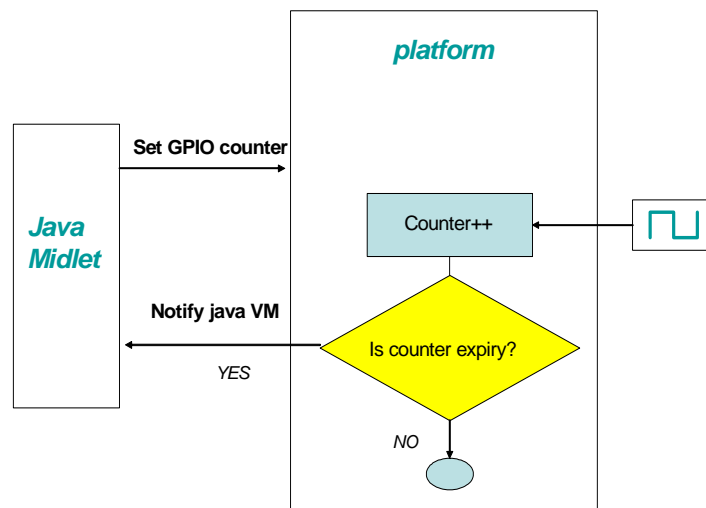 platform
Set GPIO counter
Java
Midlet
Counter++
Notify java VM
Is counter expiry?
YES
NO